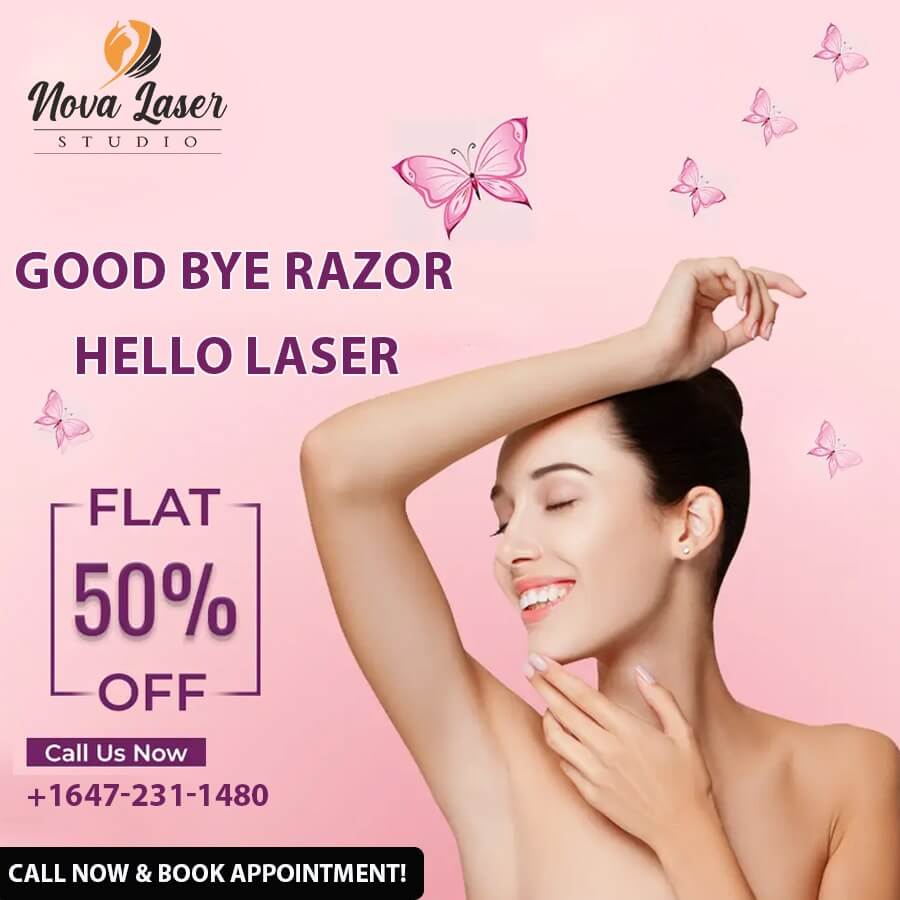 Nova Laser
STUDIO
GOOD BYE RAZOR
HELLO LASER
FLAT
50%
OFF
Call Us Now
+1647-231-1480
CALL NOW & BOOK APPOINTMENT!